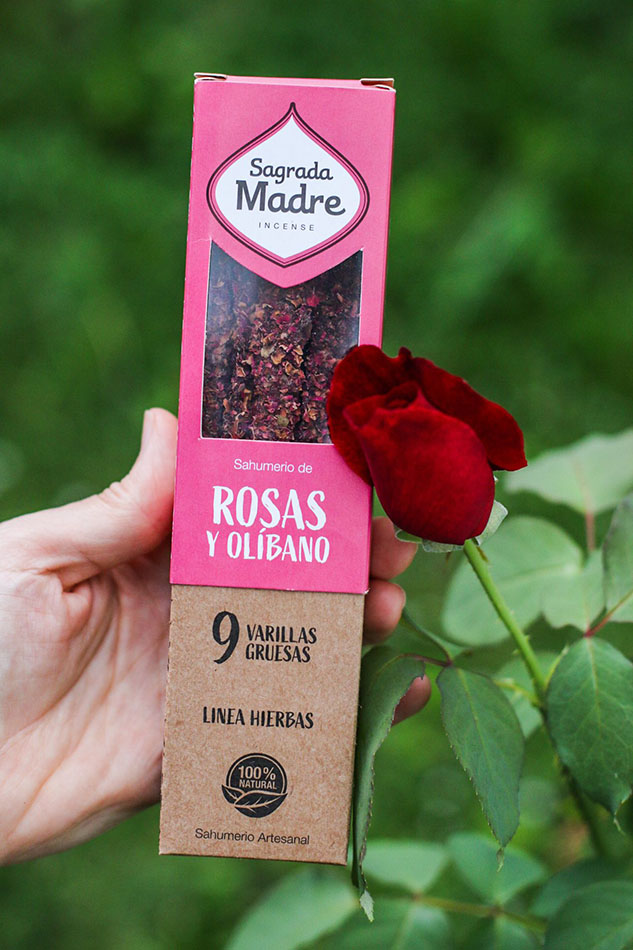 Sagrada
Madre
INCENSE
Sahumerio de
ROSAS
Y OLÍBANO
9 VARILLAS
GRUESAS
LINEA HIERBAS
100%
NATURAL
Sahumerio Artesanal